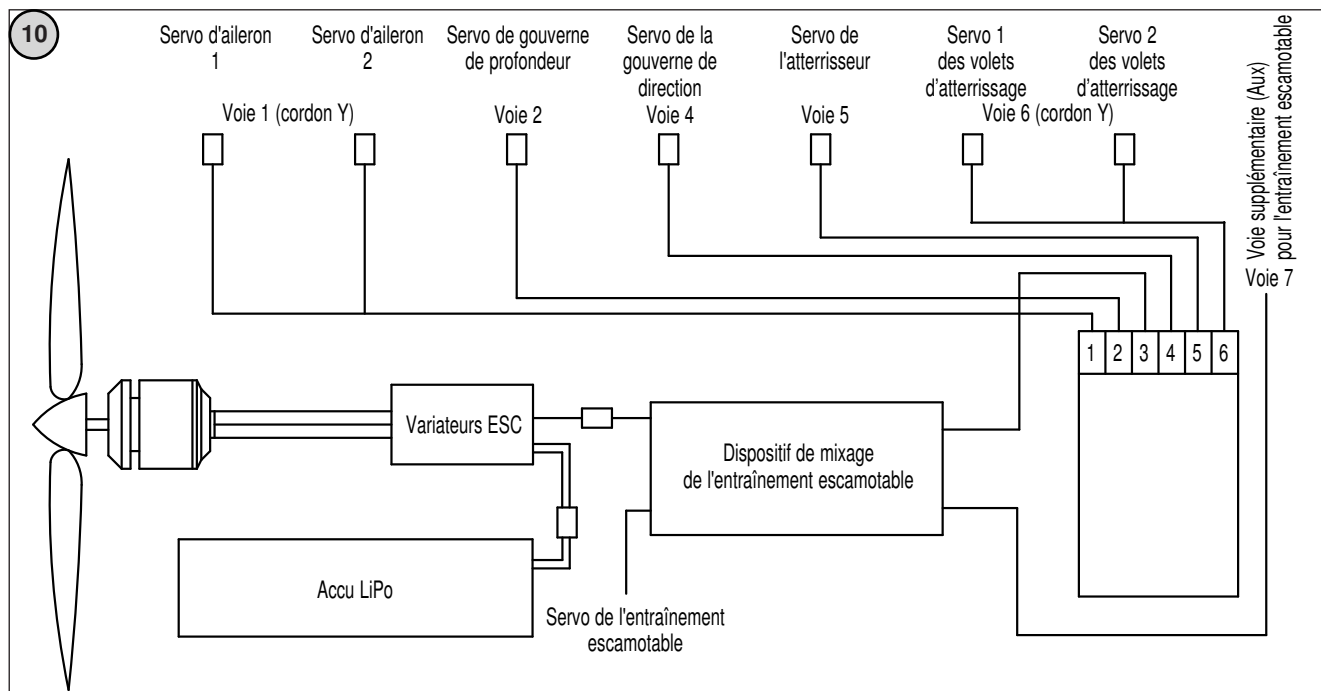 10
Servo d'aileron
1
Servo d'aileron
2
Servo de gouverne
de profondeur
Servo de la
gouverne de
direction
Servo de
l'atterrisseur
Servo 1
des volets
d'atterrissage
Servo 2
des volets
d'atterrissage
Voie 1 (cordon Y)
Voie 2
Voie 4
Voie 5
Voie 6 (cordon Y)
Voie supplémentaire (Aux)
pour l'entraînement escamotable
Voie 7
1 2 3 4 5 6
Variateurs ESC
Dispositif de mixage
de l'entraînement escamotable
Accu LiPo
Servo de l'entraînement
escamotable